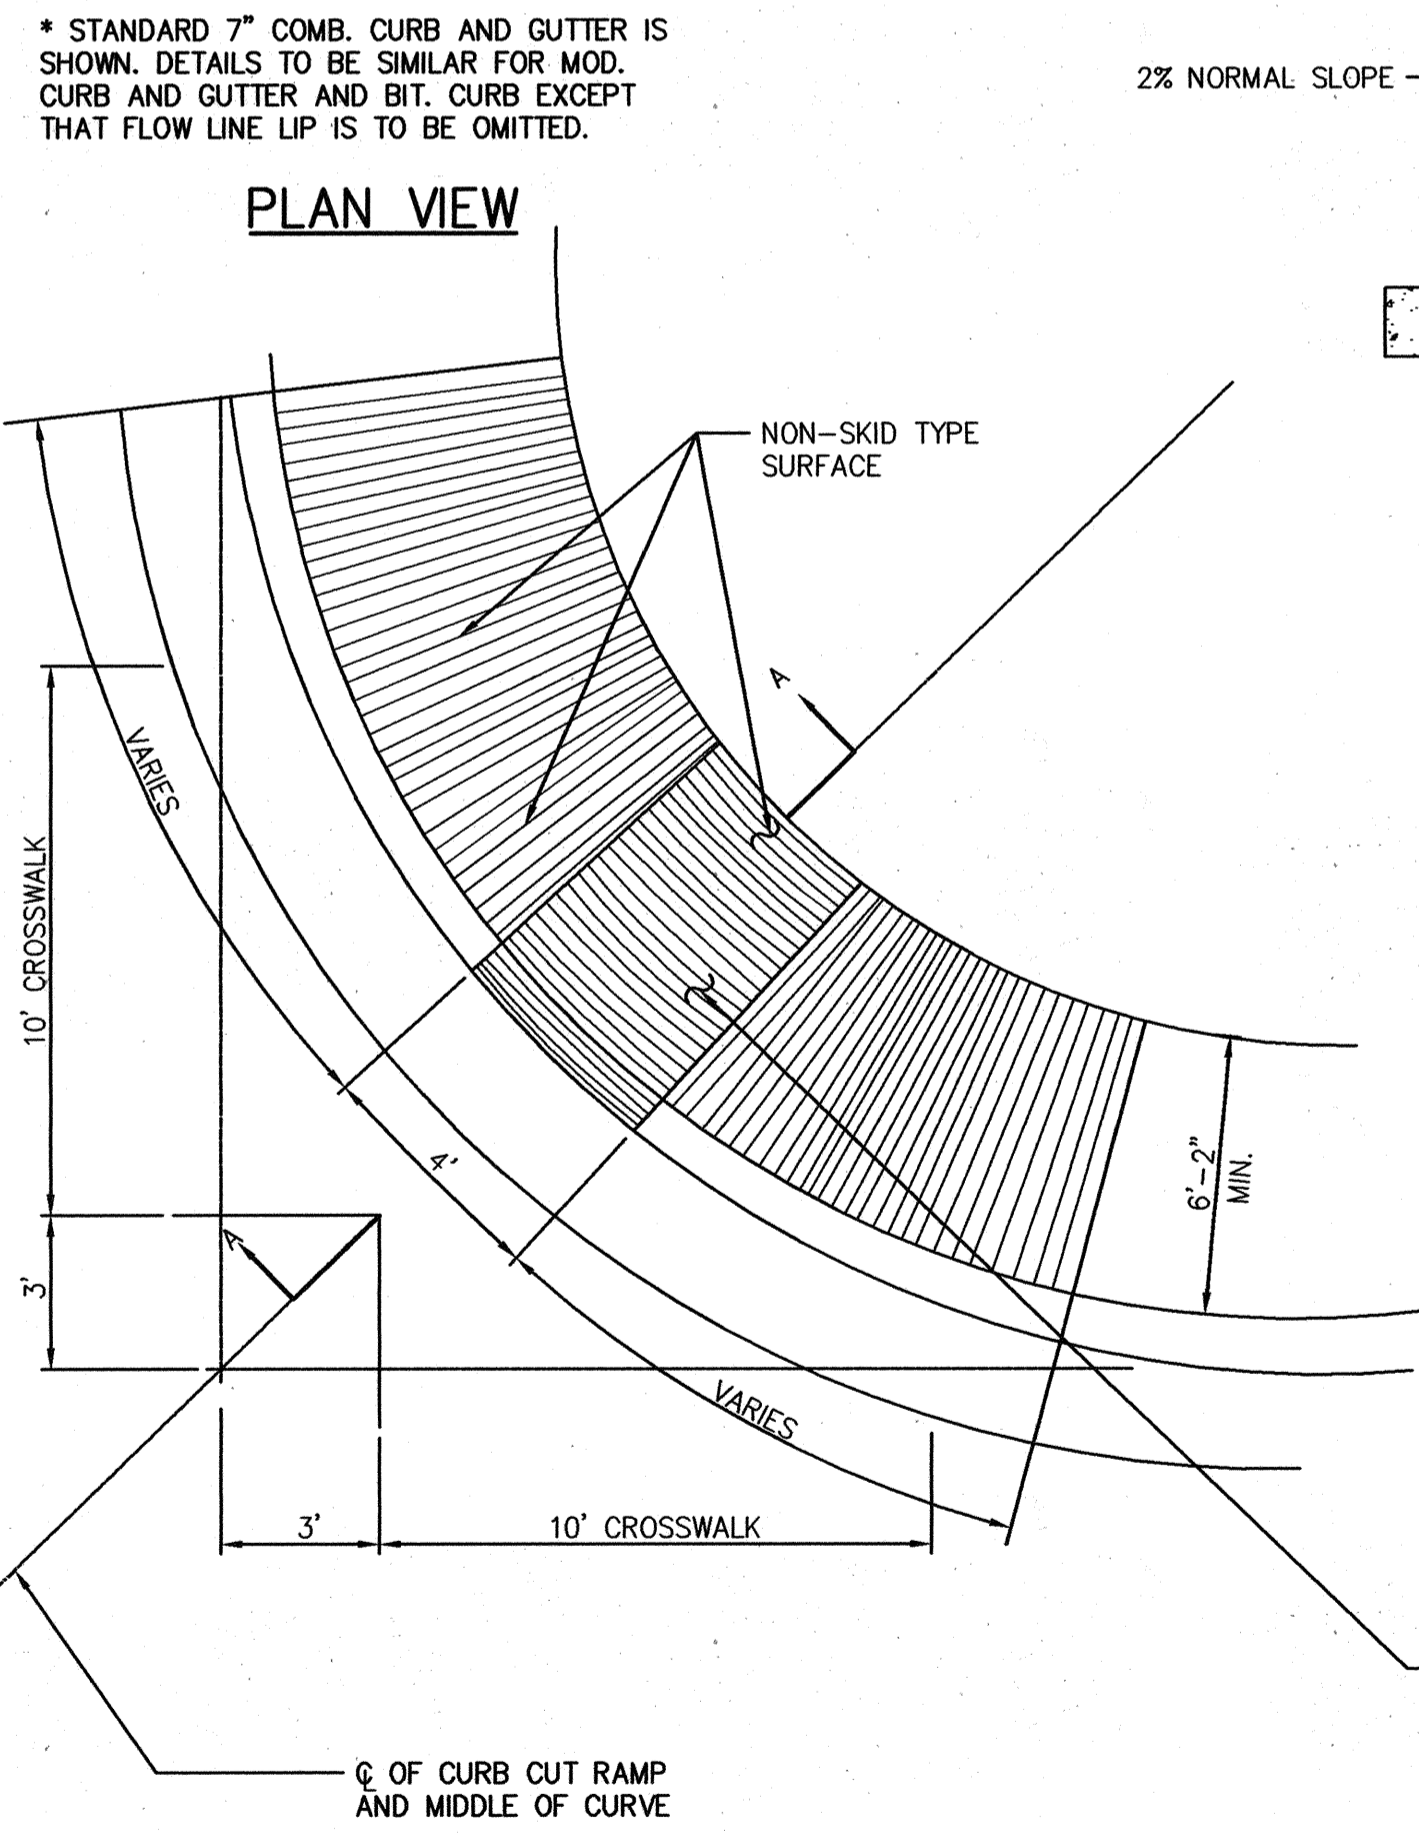 * STANDARD 7" COMB. CURB AND GUTTER IS
SHOWN. DETAILS TO BE SIMILAR FOR MOD.
CURB AND GUTTER AND BIT. CURB EXCEPT
THAT FLOW LINE LIP IS TO BE OMITTED.
2% NORMAL SLOPE
PLAN VIEW
NON-SKID TYPE
SURFACE
A
VARIES
10' CROSSWALK
4'
6'-2"
MIN.
A
3'
VARIES
3'
10' CROSSWALK
℄ OF CURB CUT RAMP
AND MIDDLE OF CURVE